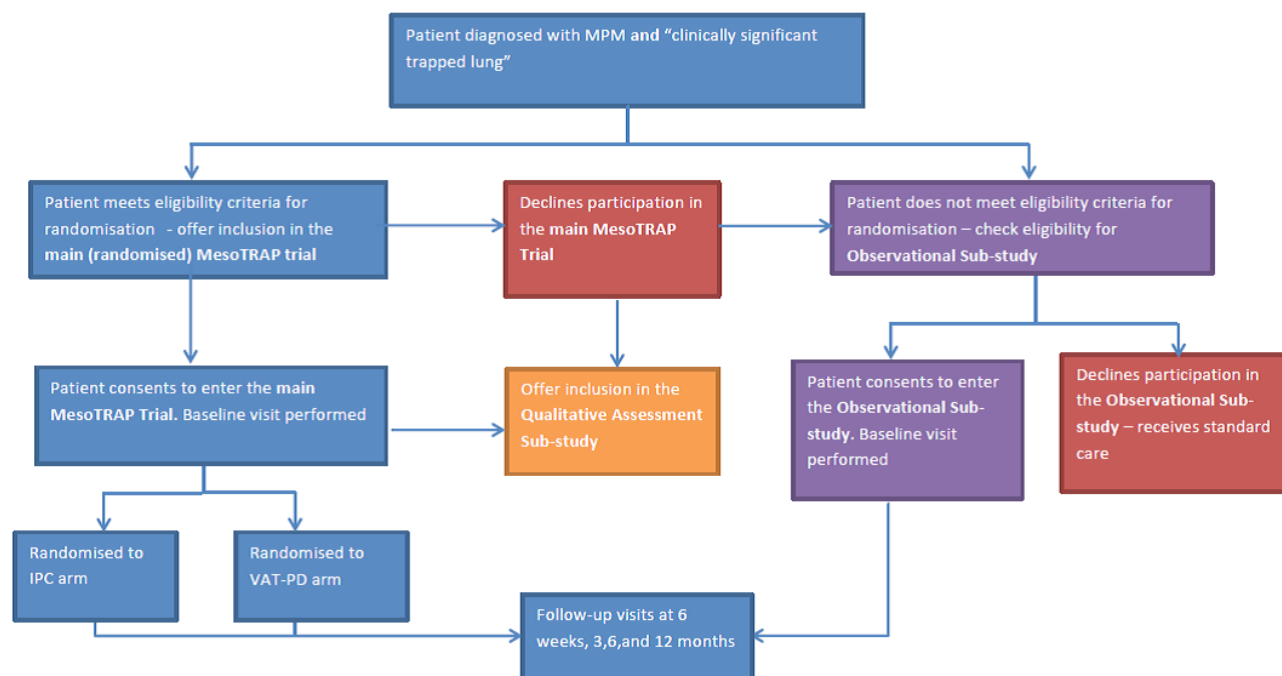 Patient diagnosed with MPM and “clinically significant
trapped lung”
Patient meets eligibility criteria for
randomisation - offer inclusion in the
main (randomised) MesoTRAP trial
Declines participation in
the main MesoTRAP
Trial
Patient does not meet eligibility criteria for
randomisation – check eligibility for
Observational Sub-study
Patient consents to enter the main
MesoTRAP Trial. Baseline visit performed
Offer inclusion in the
Qualitative Assessment
Sub-study
Patient consents to enter
the Observational Sub-
study. Baseline visit
performed
Declines participation in
the Observational Sub-
study – receives standard
care
Randomised to
IPC arm
Randomised to
VAT-PD arm
Follow-up visits at 6
weeks, 3,6,and 12 months